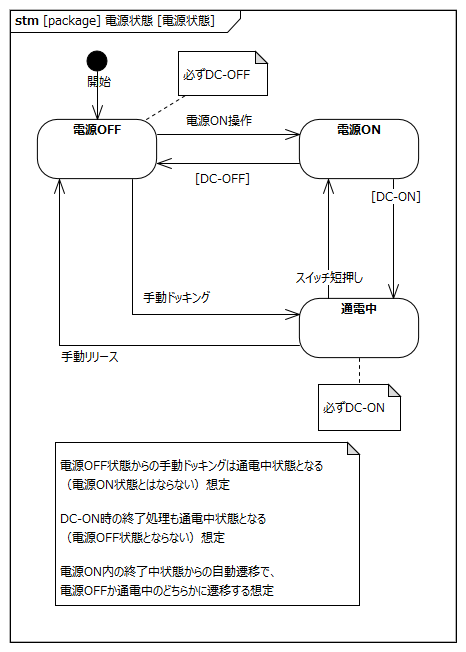 stm [package] 電源状態 [電源状態]
開始
必ずDC-OFF
電源OFF
電源ON操作
電源ON
[DC-OFF]
[DC-ON]
スイッチ短押し
手動ドッキング
通電中
手動リリース
必ずDC-ON
電源OFF状態からの手動ドッキングは通電中状態となる
（電源ON状態とはならない）想定
DC-ON時の終了処理も通電中状態となる
（電源OFF状態とならない）想定
電源ON内の終了中状態からの自動遷移で、
電源OFFか通電中のどちらかに遷移する想定